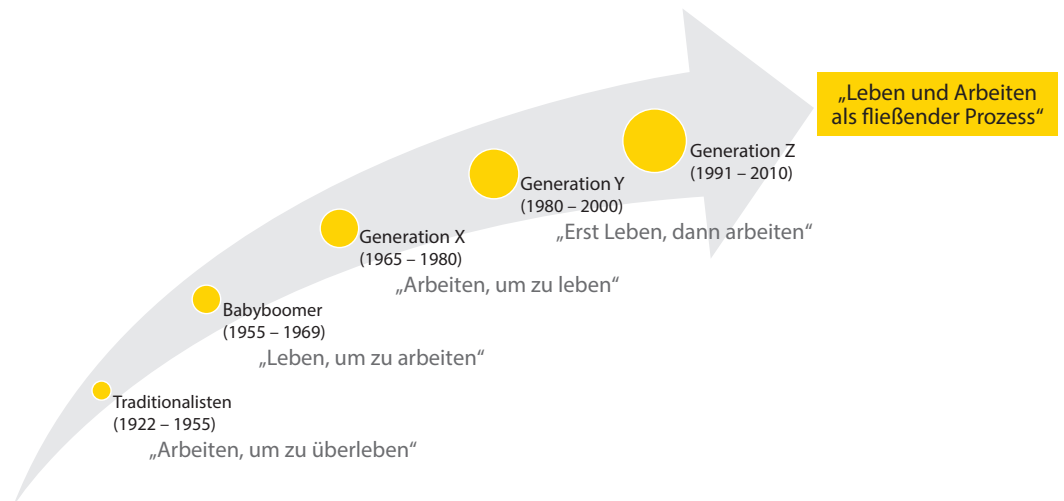 „Leben und Arbeiten
als fließender Prozess“
Generation Z
(1991 – 2010)
Generation Y
(1980 – 2000)
„Erst Leben, dann arbeiten“
Generation X
(1965 – 1980)
„Arbeiten, um zu leben“
Babyboomer
(1955 – 1969)
„Leben, um zu arbeiten“
Traditionalisten
(1922 – 1955)
„Arbeiten, um zu überleben“